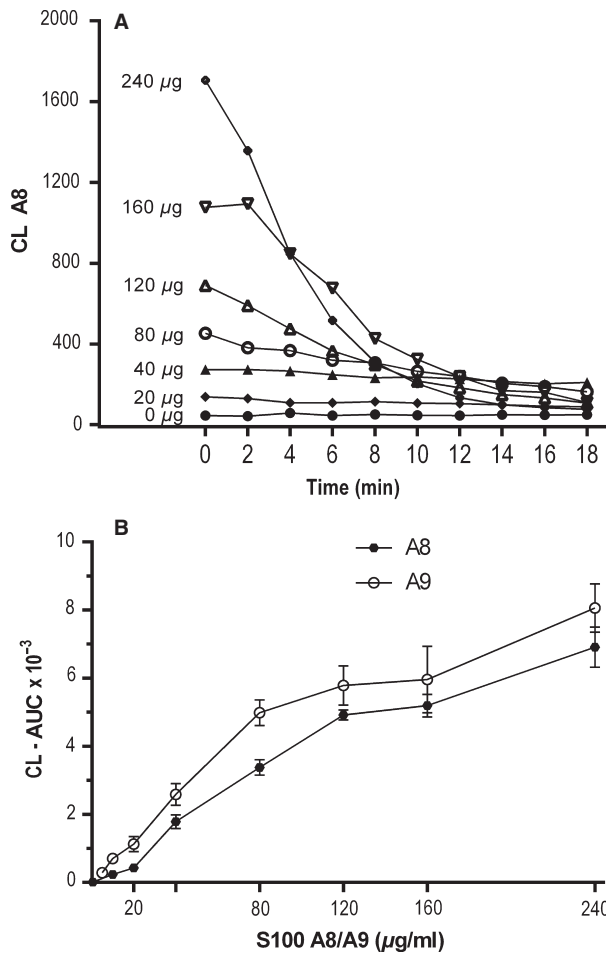 A
2000
1600
1200
800
400
0
CL A8
240 µg
160 µg
120 µg
80 µg
40 µg
20 µg
0 µg
0 2 4 6 8 10 12 14 16 18
Time (min)
B
10
8
6
4
2
0
CL - AUC x 10⁻³
A8
A9
20 80 120 160 240
S100 A8/A9 (µg/ml)